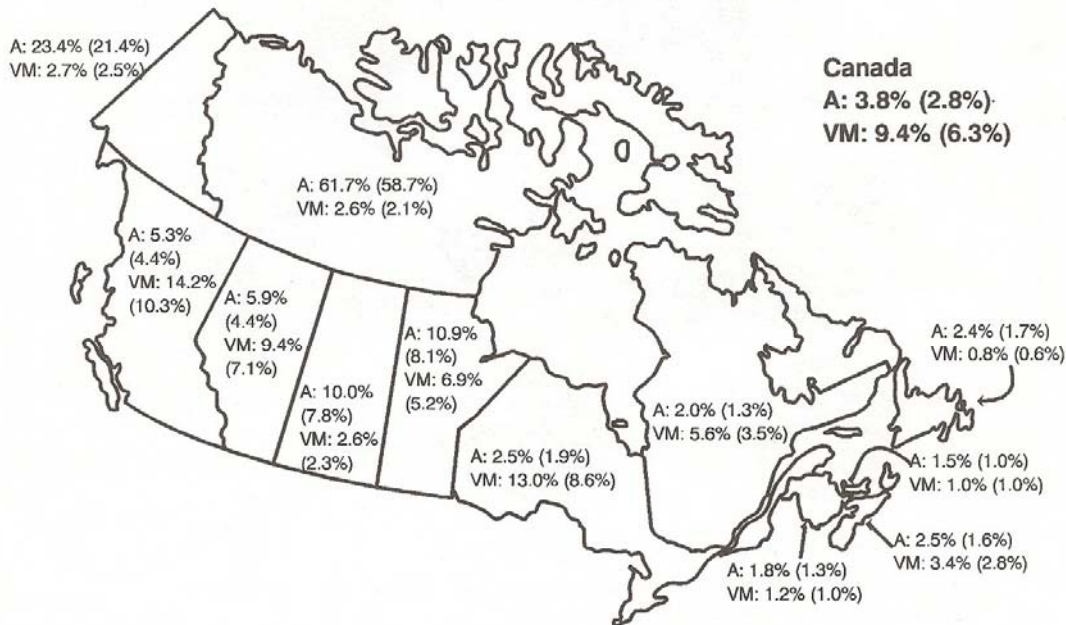 A: 23.4% (21.4%)
VM: 2.7% (2.5%)
Canada
A: 3.8% (2.8%)
VM: 9.4% (6.3%)
A: 61.7% (58.7%)
VM: 2.6% (2.1%)
A: 5.3%
(4.4%)
VM: 14.2%
(10.3%)
A: 5.9%
(4.4%)
VM: 9.4%
(7.1%)
A: 10.0%
(7.8%)
VM: 2.6%
(2.3%)
A: 10.9%
(8.1%)
VM: 6.9%
(5.2%)
A: 2.5% (1.9%)
VM: 13.0% (8.6%)
A: 2.0% (1.3%)
VM: 5.6% (3.5%)
A: 2.4% (1.7%)
VM: 0.8% (0.6%)
A: 1.5% (1.0%)
VM: 1.0% (1.0%)
A: 2.5% (1.6%)
VM: 3.4% (2.8%)
A: 1.8% (1.3%)
VM: 1.2% (1.0%)